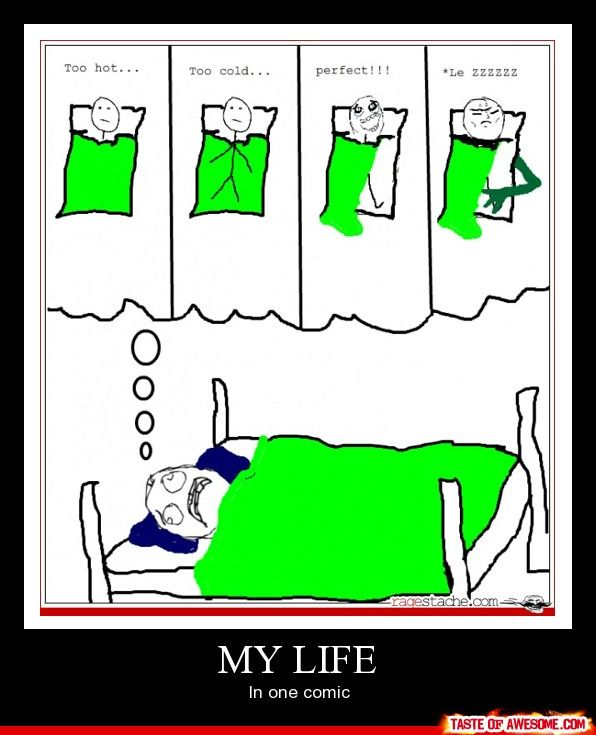 Too hot...
Too cold...
perfect!!!
*Le ZZZZZZ
ragestache.com
MY LIFE
In one comic
TASTE OF AWESOME.COM